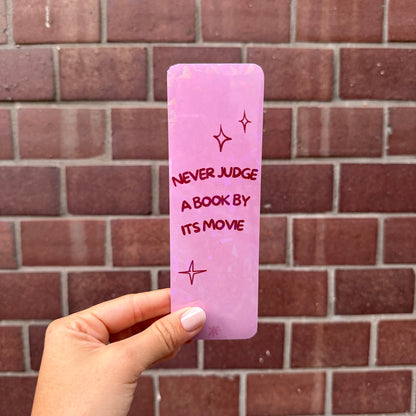 NEVER JUDGE
A BOOK BY
ITS MOVIE